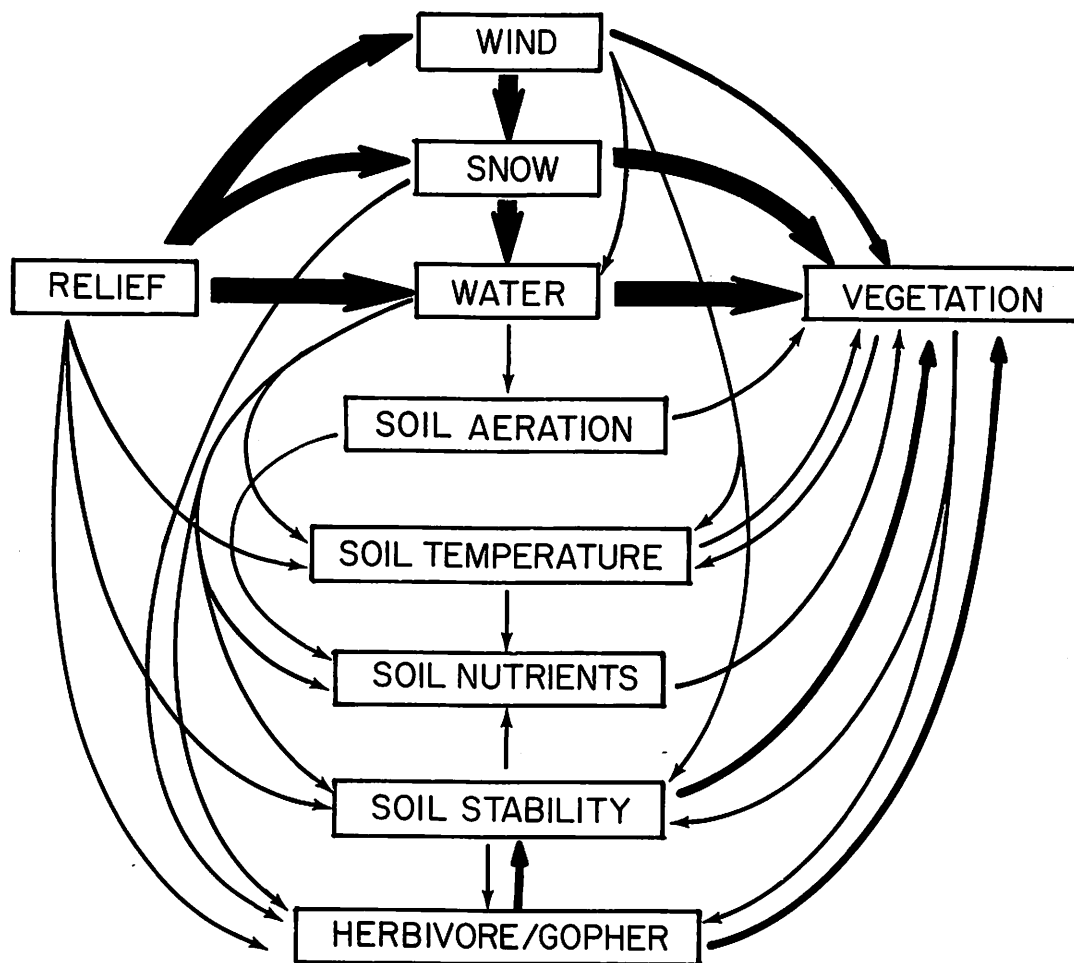 WIND
SNOW
RELIEF
WATER
VEGETATION
SOIL AERATION
SOIL TEMPERATURE
SOIL NUTRIENTS
SOIL STABILITY
HERBIVORE/GOPHER